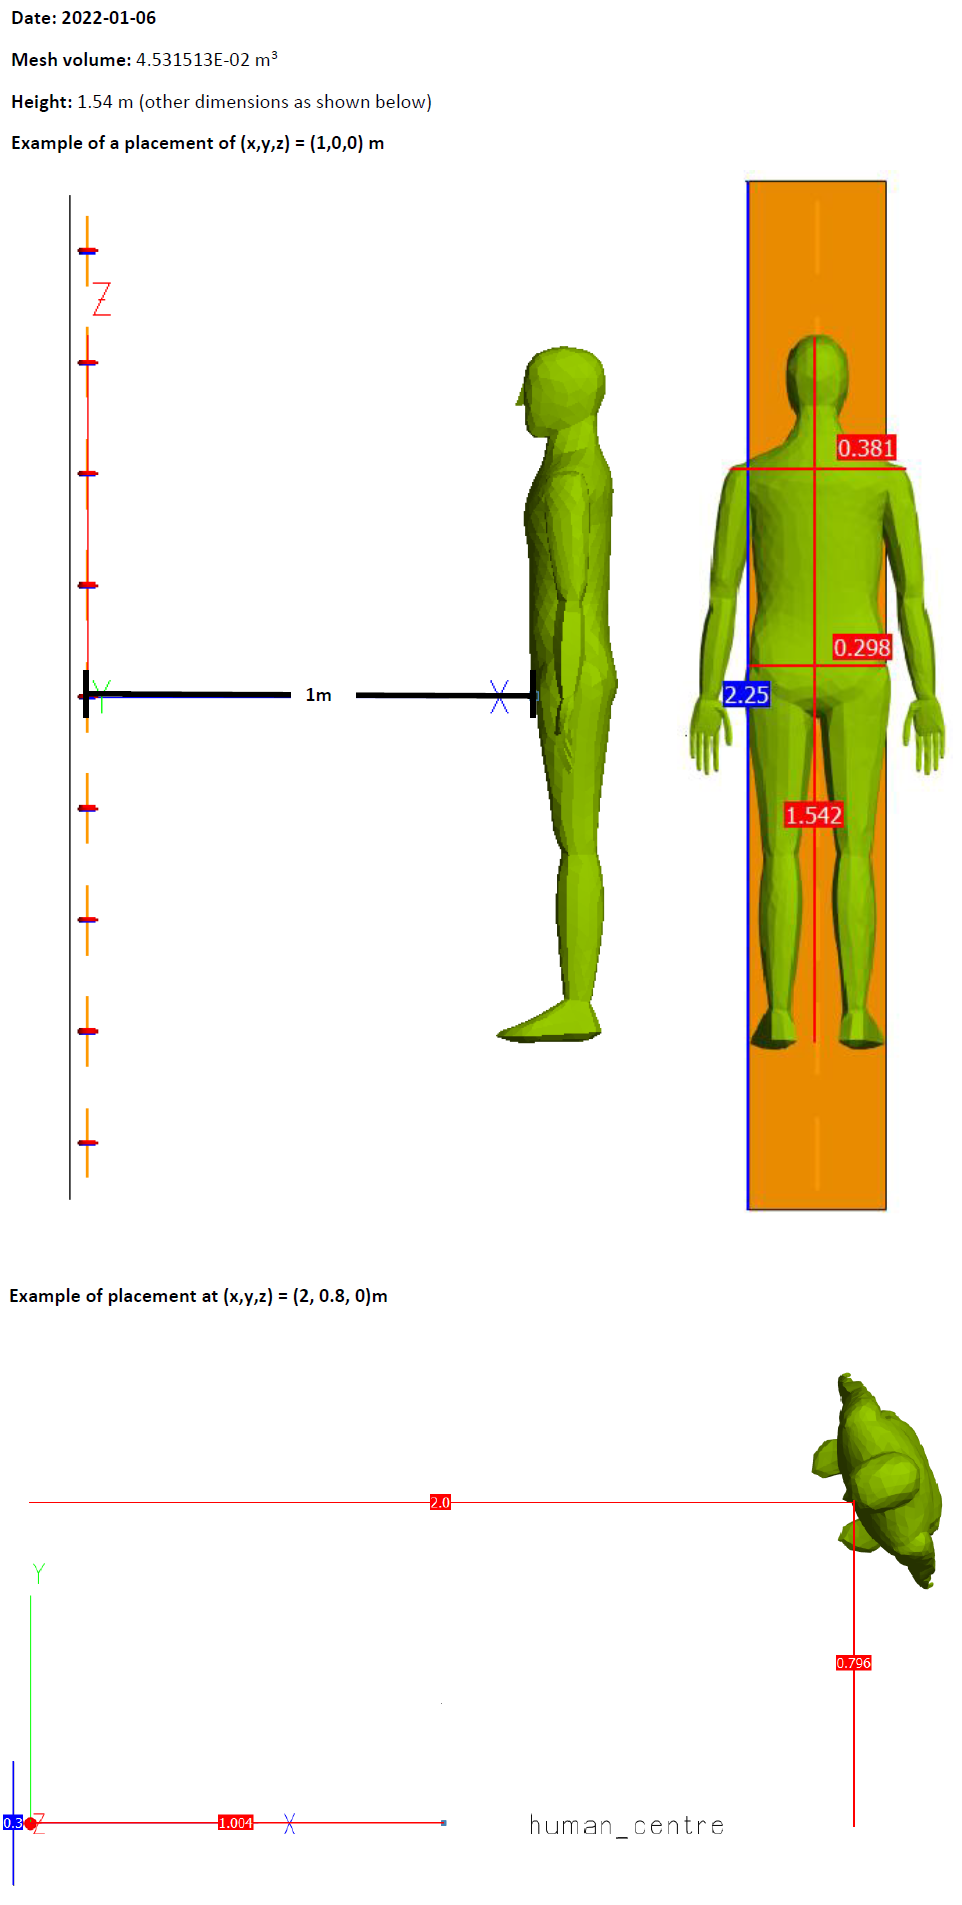 Date: 2022-01-06
Mesh volume: 4.531513E-02 m³
Height: 1.54 m (other dimensions as shown below)
Example of a placement of (x,y,z) = (1,0,0) m
Z
0.381
0.298
2.25
Y
1m
X
1.542
Example of placement at (x,y,z) = (2, 0.8, 0)m
2.0
Y
0.796
0.3
Z
1.004
X
human_centre